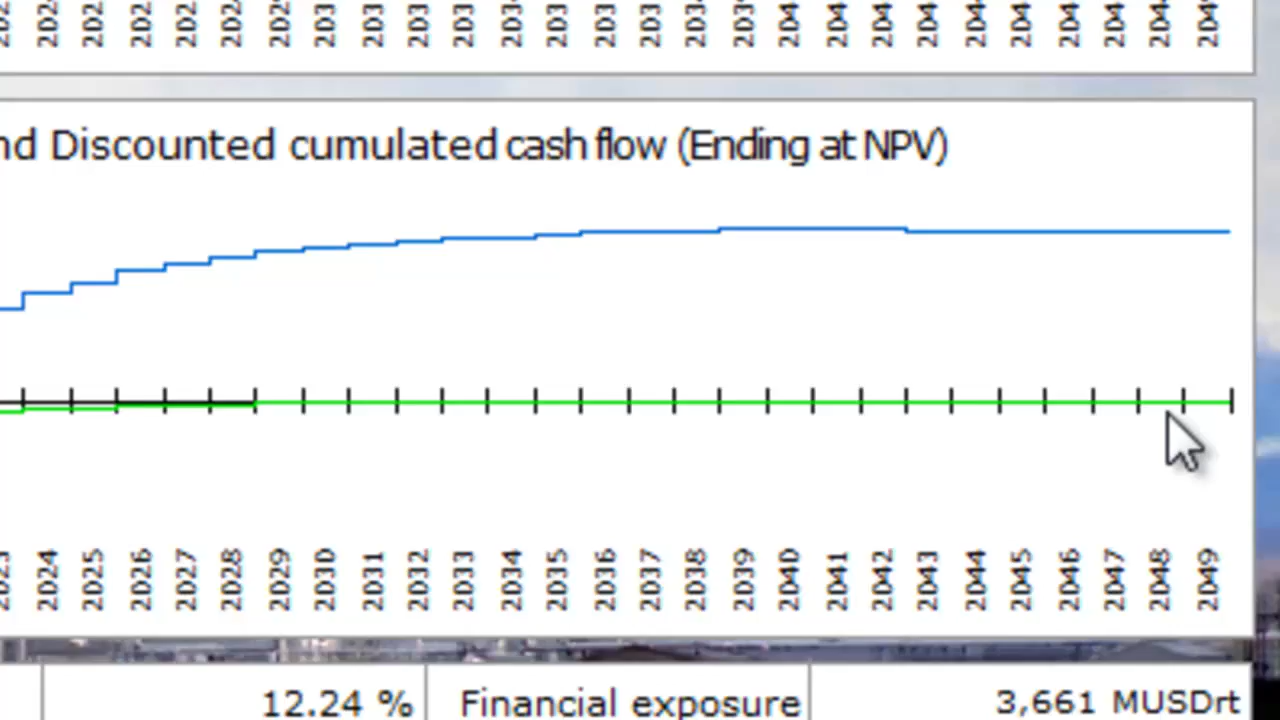 nd Discounted cumulated cash flow (Ending at NPV)
2024 2025 2026 2027 2028 2029 2030 2031 2032 2033 2034 2035 2036 2037 2038 2039 2040 2041 2042 2043 2044 2045 2046 2047 2048 2049
12.24 % Financial exposure 3,661 MUSDrt